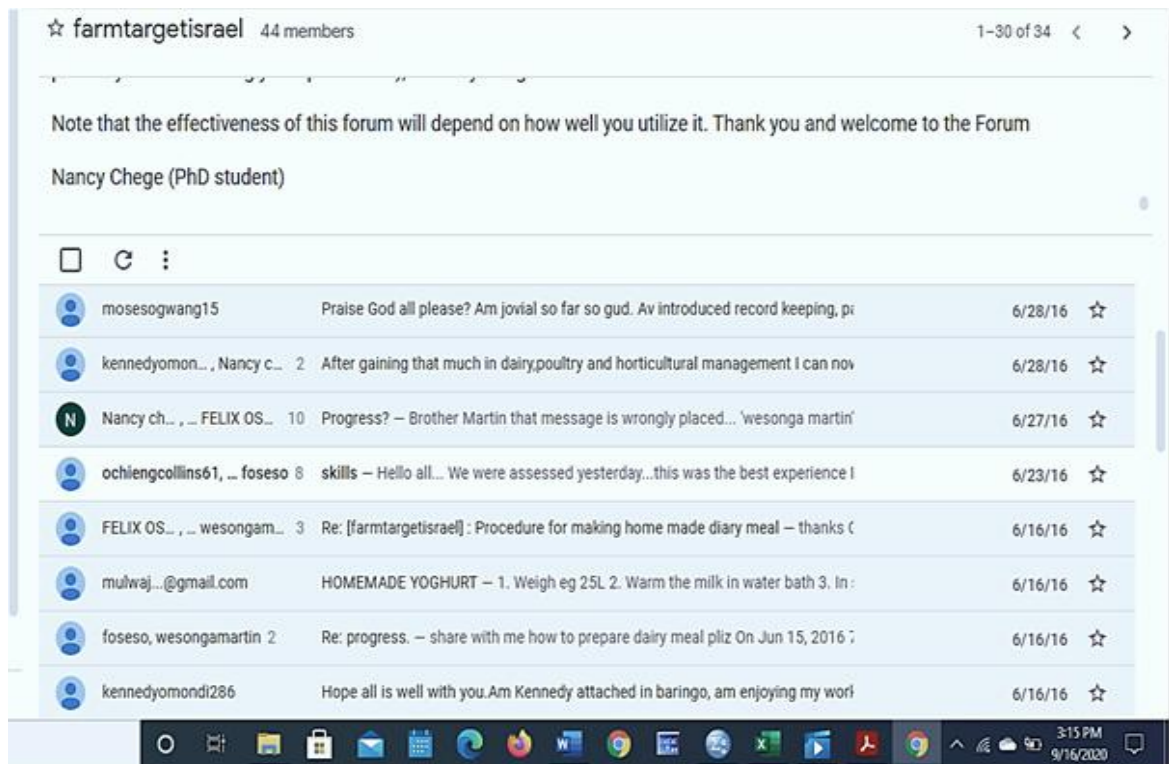 farmtargetisrael 44 members 1–30 of 34
Note that the effectiveness of this forum will depend on how well you utilize it. Thank you and welcome to the Forum
Nancy Chege (PhD student)
mosesogwang15 Praise God all please? Am jovial so far so gud. Av introduced record keeping, 6/28/16
kennedyomon... , Nancy c... 2 After gaining that much in dairy,poultry and horticultural management I can now 6/28/16
N Nancy ch... , ... FELIX OS... 10 Progress? – Brother Martin that message is wrongly placed... 'wesonga martin' 6/27/16
ochiengcollins61, ... foseso 8 skills – Hello all... We were assessed yesterday...this was the best experience I 6/23/16
FELIX OS... , ... wesongam... 3 Re: [farmtargetisrael] : Procedure for making home made diary meal – thanks 6/16/16
mulwaj...@gmail.com HOMEMADE YOGHURT – 1. Weigh eg 25L 2. Warm the milk in water bath 3. In 6/16/16
foseso, wesongamartin 2 Re: progress. – share with me how to prepare dairy meal pliz On Jun 15, 2016 6/16/16
kennedyomondi286 Hope all is well with you.Am Kennedy attached in baringo, am enjoying my work 6/16/16
3:15 PM
9/16/2020